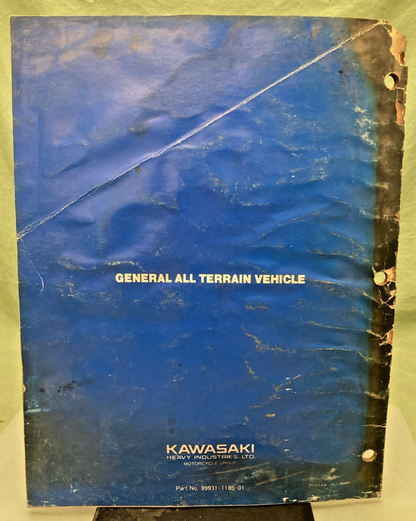 GENERAL ALL TERRAIN VEHICLE
KAWASAKI
HEAVY INDUSTRIES, LTD.
MOTORCYCLE GROUP
Part No. 99931-1185-01